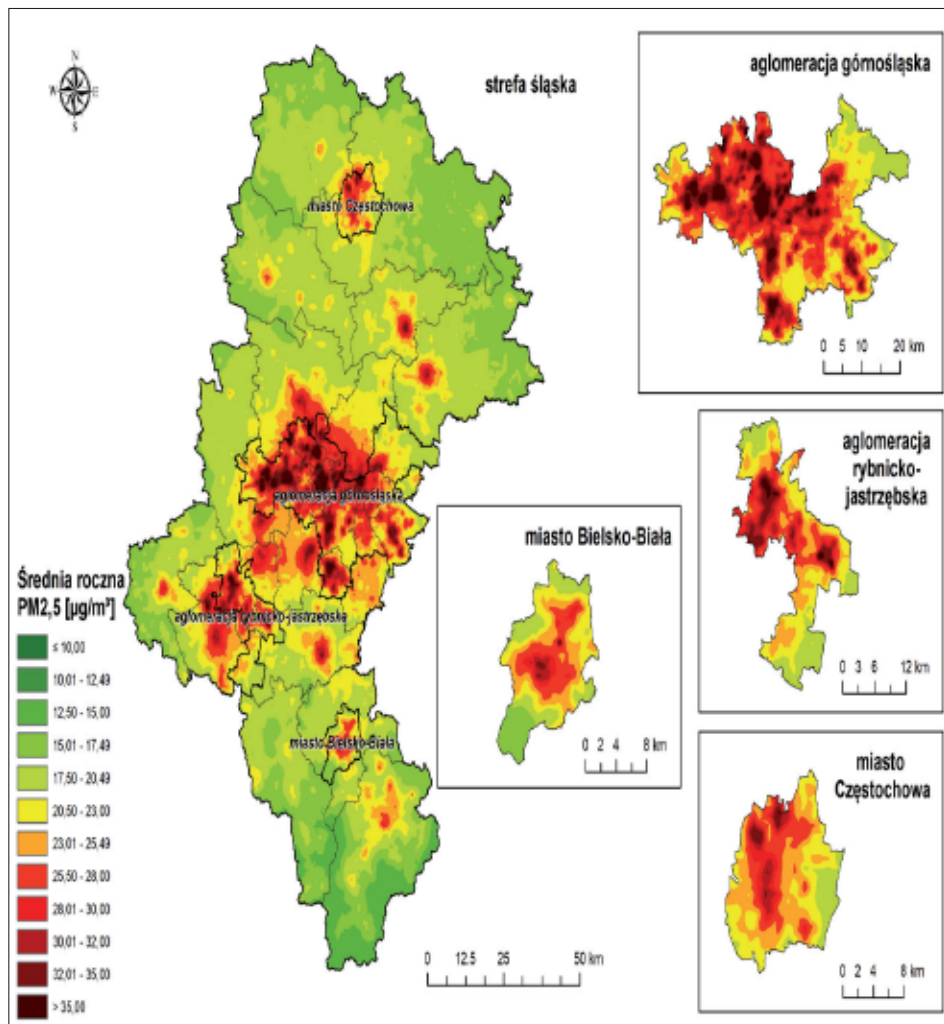 N
W E
S
strefa śląska
miasto Częstochowa
aglomeracja górnośląska
aglomeracja rybnicko-jastrzębska
miasto Bielsko-Biała
Średnia roczna
PM2,5 [µg/m³]
≤ 10,00
10,01 - 12,49
12,50 - 15,00
15,01 - 17,49
17,50 - 20,49
20,50 - 23,00
23,01 - 25,49
25,50 - 28,00
28,01 - 30,00
30,01 - 32,00
32,01 - 35,00
> 35,00
0 12.5 25 50 km
aglomeracja górnośląska
0 5 10 20 km
aglomeracja
rybnicko-
jastrzębska
0 3 6 12 km
miasto Bielsko-Biała
0 2 4 8 km
miasto
Częstochowa
0 2 4 8 km